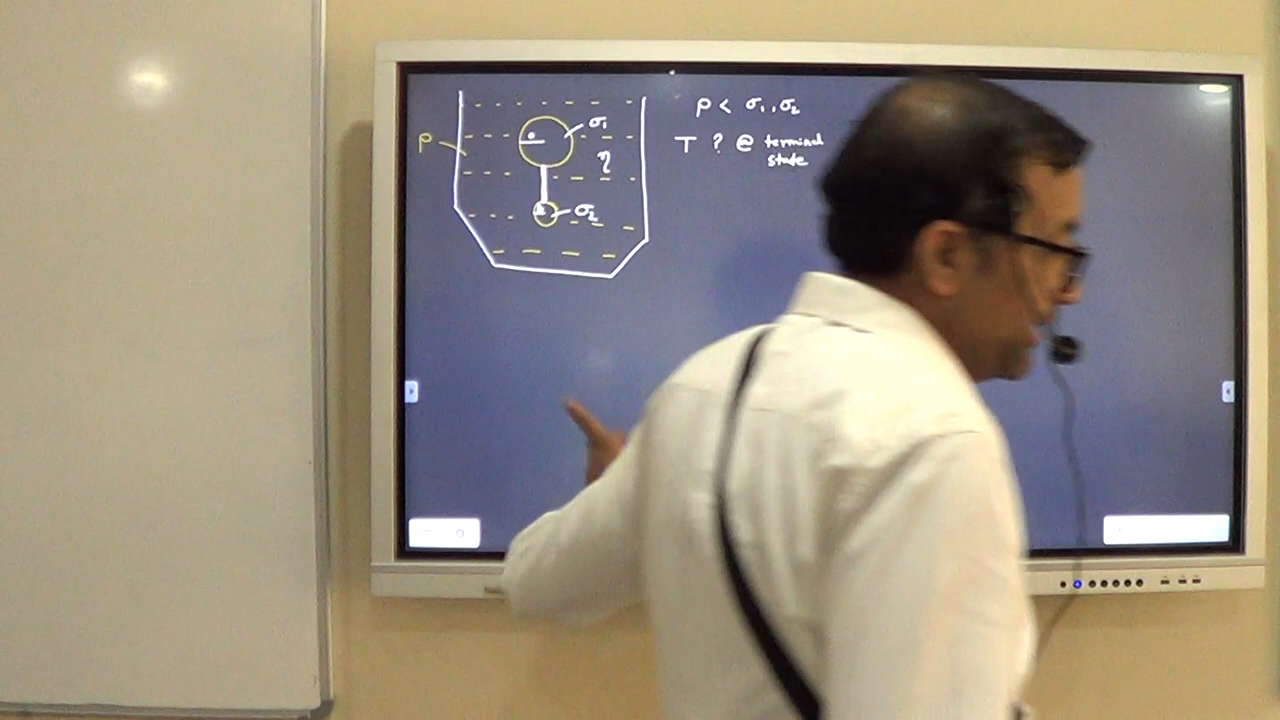 ρ < σ₁, σ₂
T ? @ terminal
state
ρ
σ₁
η
σ₂